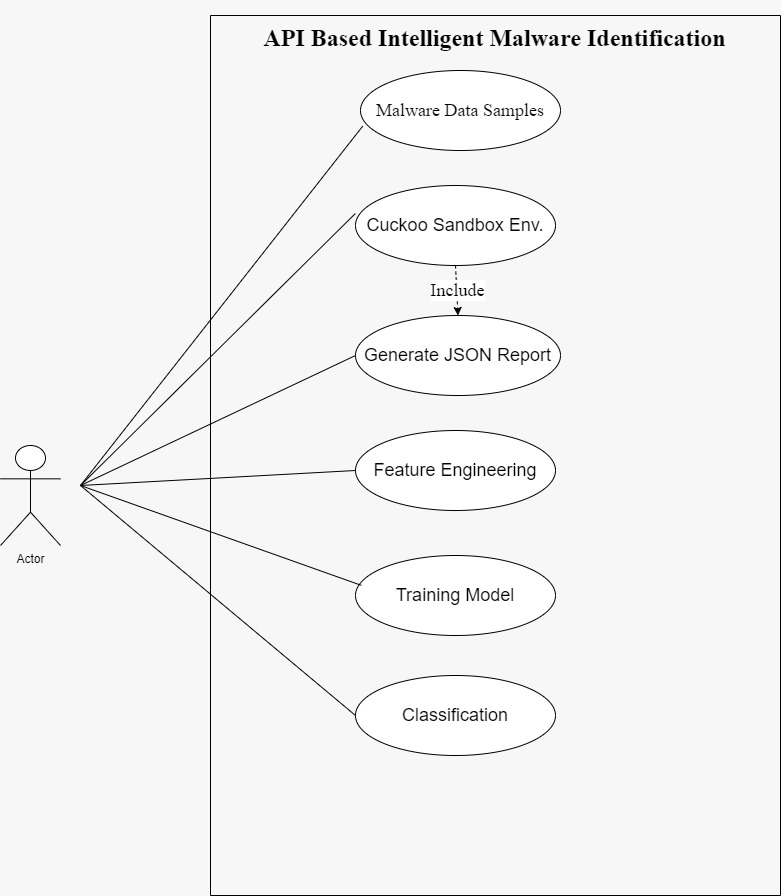 API Based Intelligent Malware Identification
Malware Data Samples
Cuckoo Sandbox Env.
Include
Generate JSON Report
Feature Engineering
Actor
Training Model
Classification